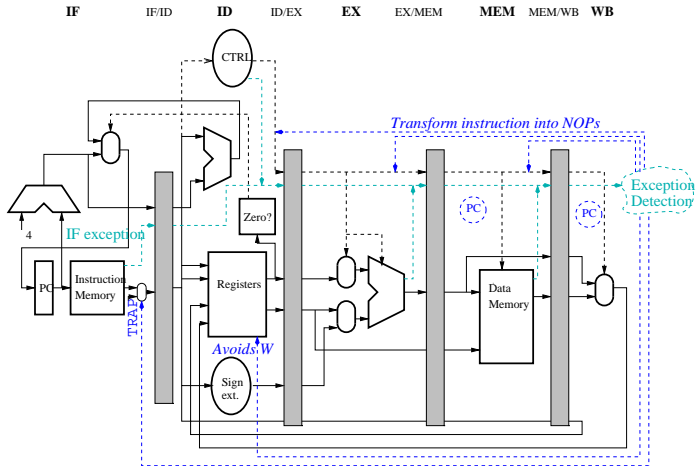 IF IF/ID ID ID/EX EX EX/MEM MEM MEM/WB WB
CTRL
Transform instruction into NOPs
Exception
Detection
Zero?
PC
PC
4
IF exception
PC
Instruction
Memory
TRAP
Registers
Data
Memory
Avoids W
Sign
ext.